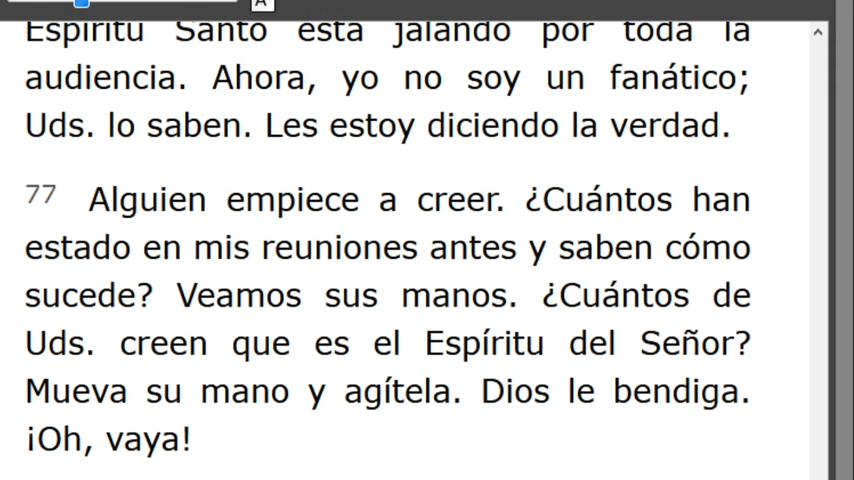 A
Espíritu Santo está jalando por toda la
audiencia. Ahora, yo no soy un fanático;
Uds. lo saben. Les estoy diciendo la verdad.
77 Alguien empiece a creer. ¿Cuántos han
estado en mis reuniones antes y saben cómo
sucede? Veamos sus manos. ¿Cuántos de
Uds. creen que es el Espíritu del Señor?
Mueva su mano y agítela. Dios le bendiga.
¡Oh, vaya!